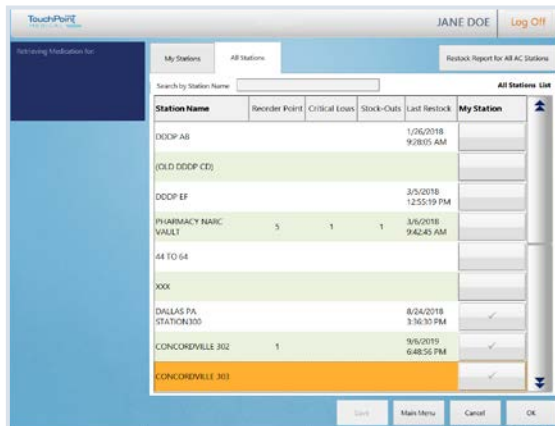 TouchPoint
JANE DOE
Log Off
Retrieving Medication for:
My Stations
All Stations
Restock Report for All AC Stations
Search by Station Name
All Stations List
Station Name Reorder Point Critical Lows Stock-Outs Last Restock My Station
DDDP AB 1/26/2018
9:28:05 AM
(OLD DDDP CD)
DDDP EF 3/5/2018
12:55:19 PM
PHARMACY NARC
VAULT 5 1 1 3/6/2018
9:42:45 AM
44 TO 64
XXX
DALLAS PA
STATION300 8/24/2018
3:36:30 PM
CONCORDVILLE 302 1 9/6/2019
6:48:56 PM
CONCORDVILLE 303
Save
Main Menu
Cancel
OK